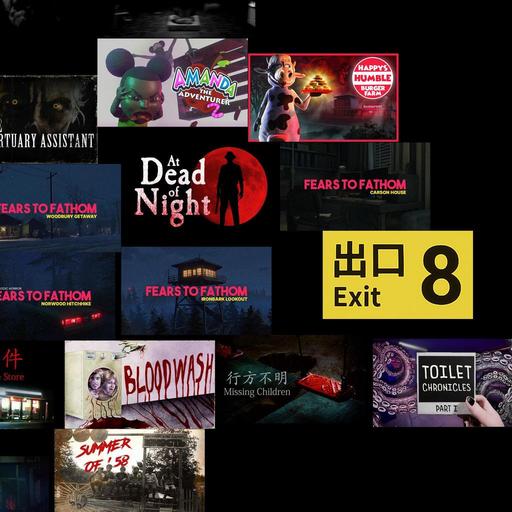 AMANDA
THE
ADVENTURER
2
HAPPY'S
HUMBLE
BURGER
FARM
RTUARY ASSISTANT
At
Dead
of
Night
FEARS TO FATHOM
WOODBURY GETAWAY
FEARS TO FATHOM
CARSON HOUSE
出口
Exit
8
EARS TO FATHOM
NORWOOD HITCHHIKE
FEARS TO FATHOM
IRONBARK LOOKOUT
件
Store
BLOODWASH
行方不明
Missing Children
TOILET
CHRONICLES
PART I
SUMMER
OF '58